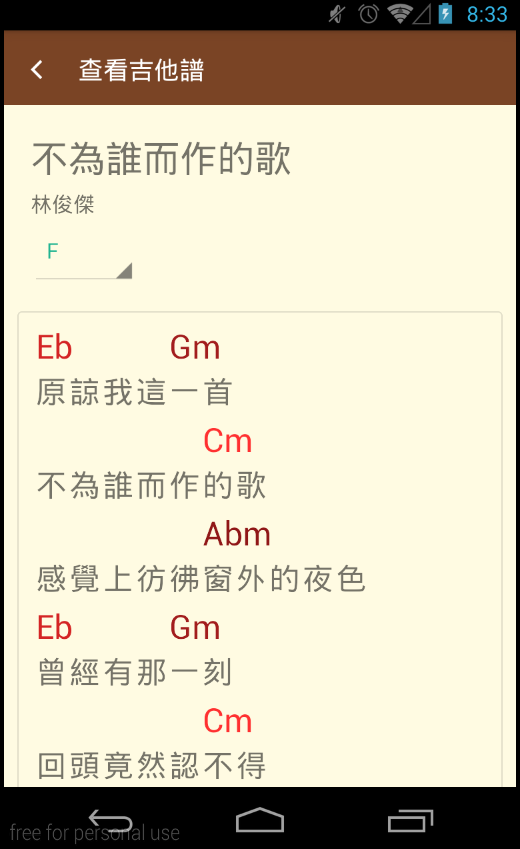 8:33
查看吉他譜
不為誰而作的歌
林俊傑
F
Eb Gm
原諒我這一首
Cm
不為誰而作的歌
Abm
感覺上彷彿窗外的夜色
Eb Gm
曾經有那一刻
Cm
回頭竟然認不得
free for personal use